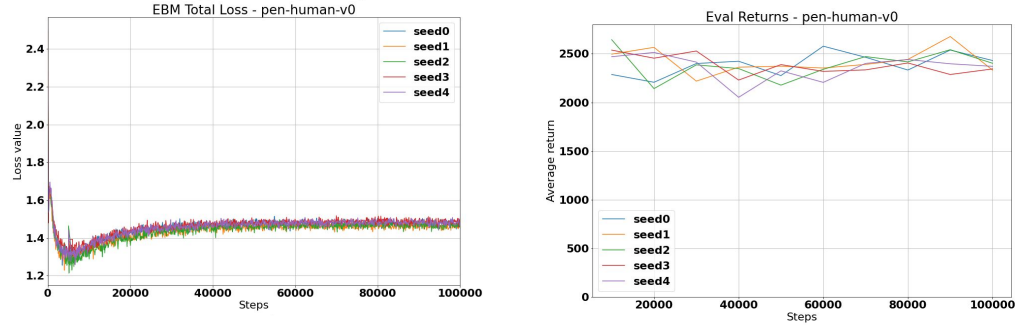 EBM Total Loss - pen-human-v0
2.4
2.2
2.0
1.8
1.6
1.4
1.2
Loss value
seed0
seed1
seed2
seed3
seed4
0 20000 40000 60000 80000 100000
Steps
Eval Returns - pen-human-v0
2500
2000
1500
1000
500
0
Average return
seed0
seed1
seed2
seed3
seed4
20000 40000 60000 80000 100000
Steps